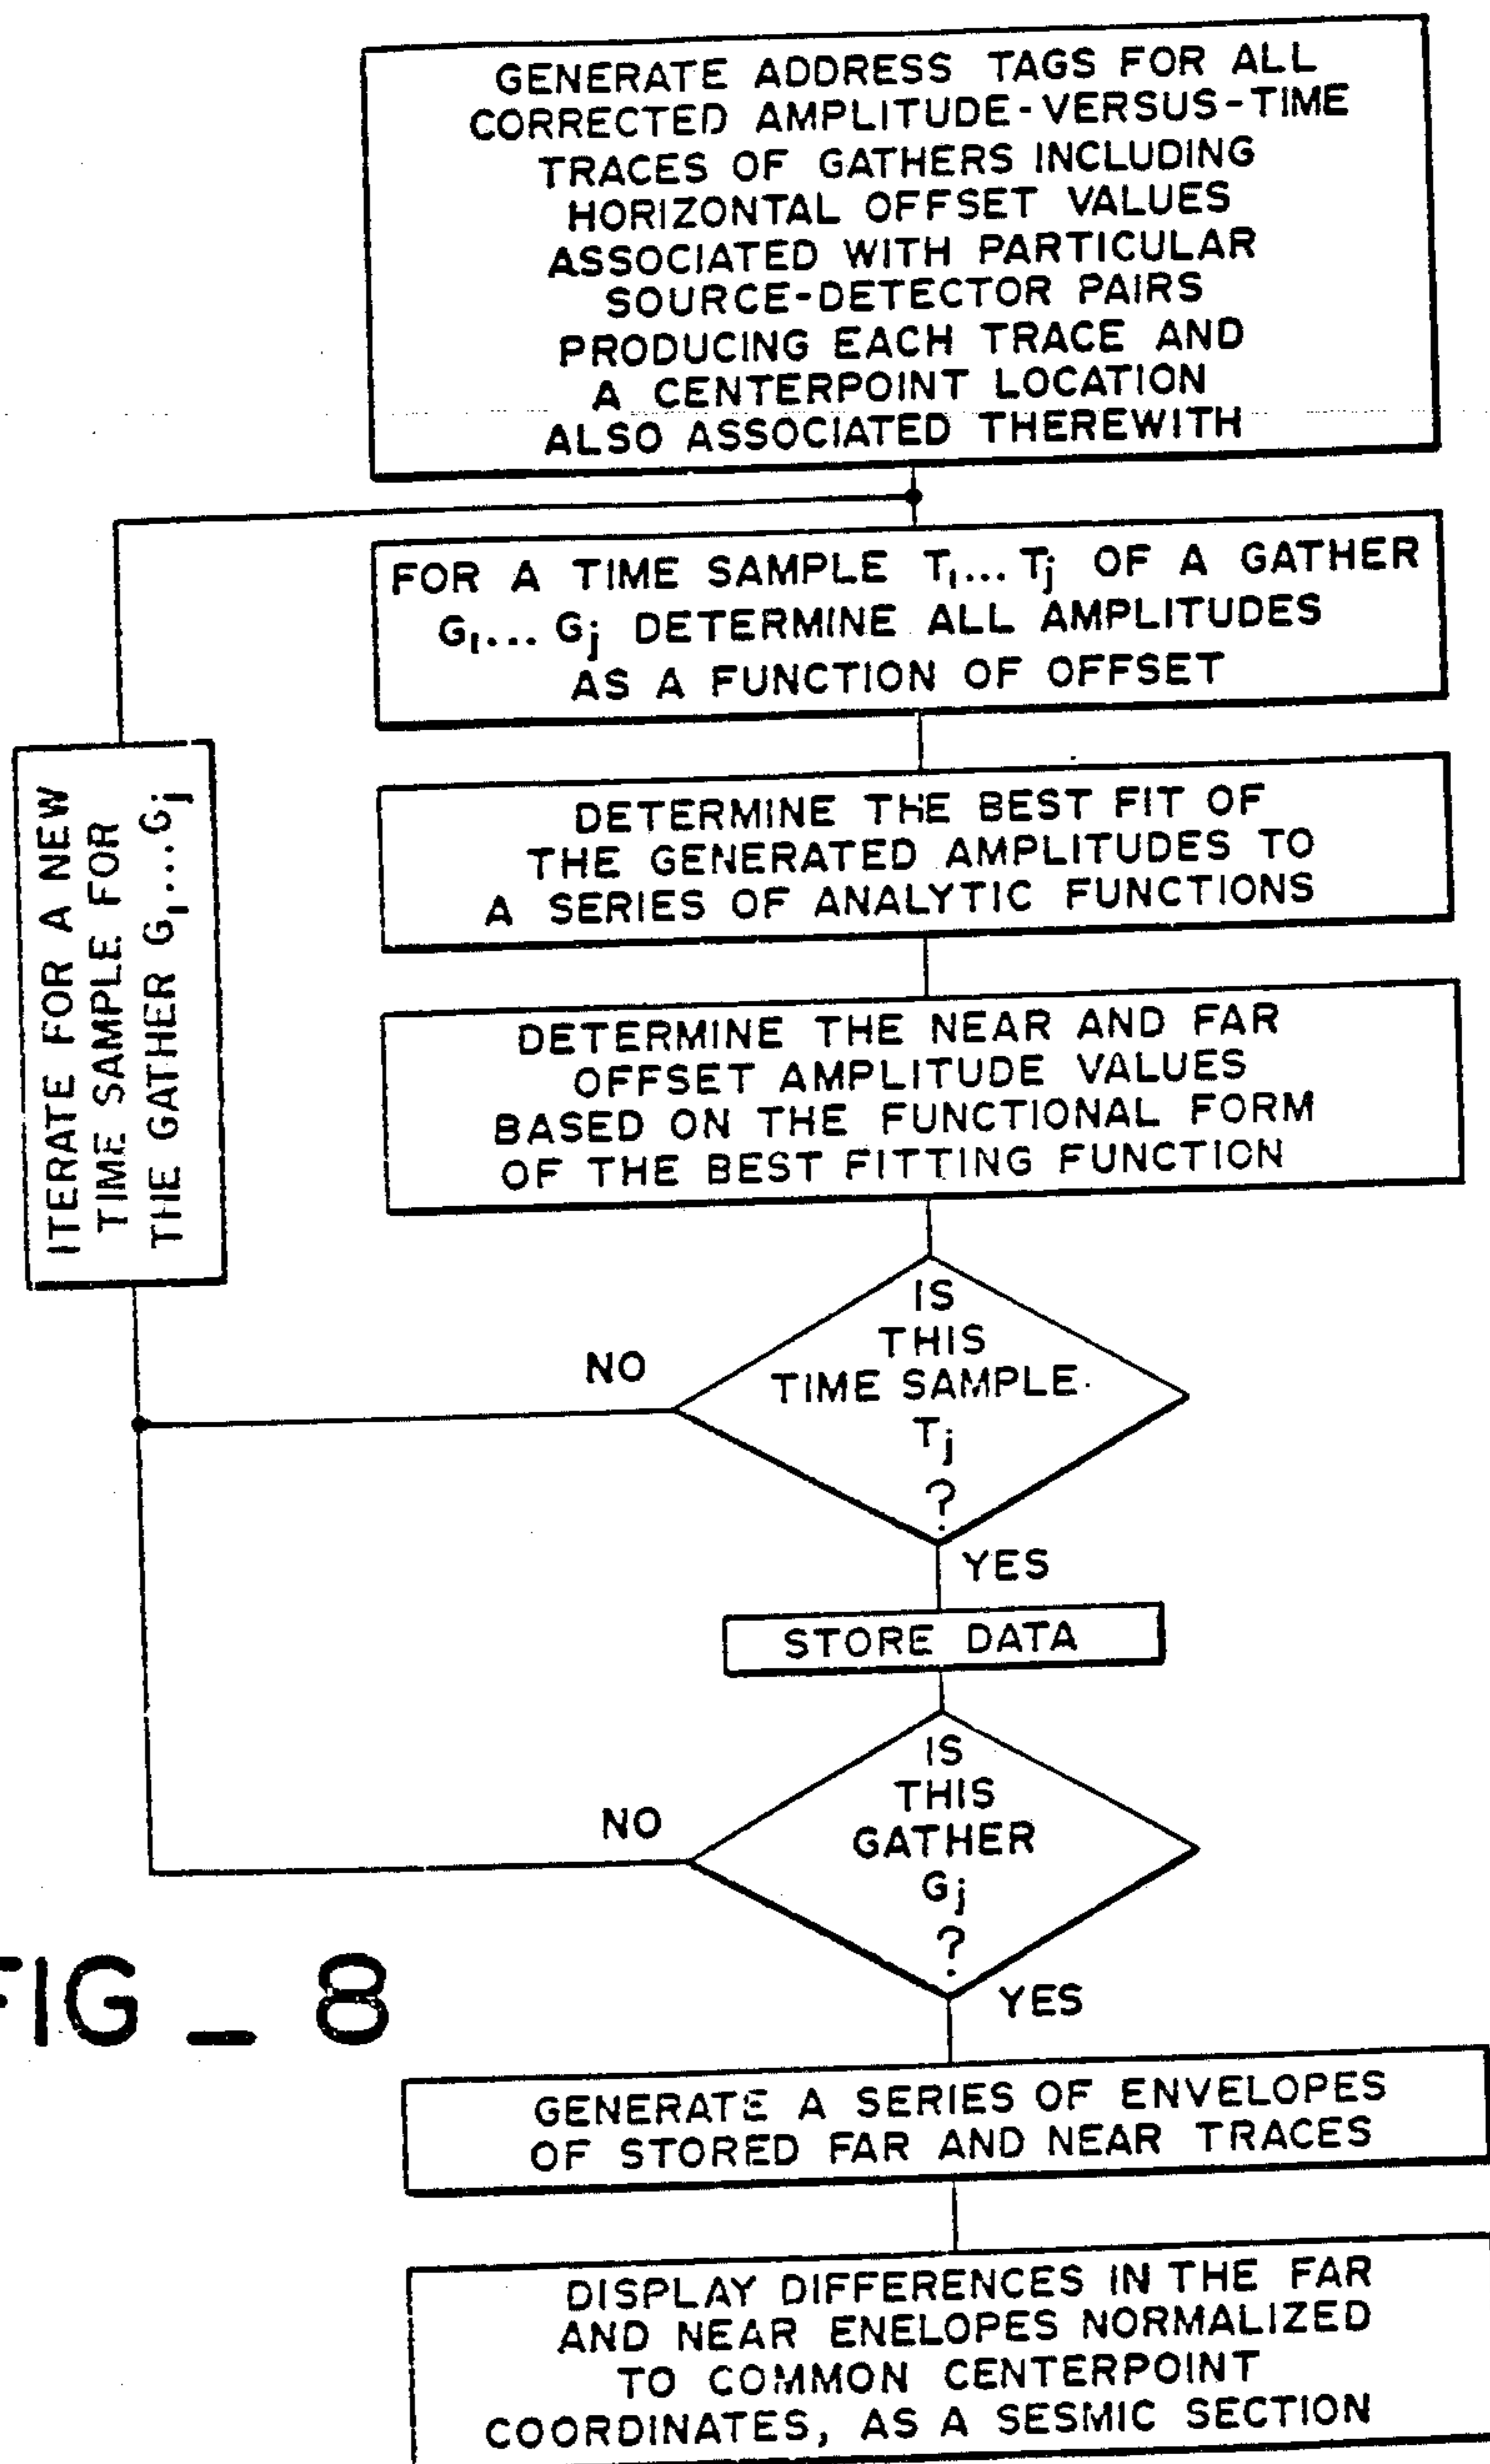 GENERATE ADDRESS TAGS FOR ALL
CORRECTED AMPLITUDE-VERSUS-TIME
TRACES OF GATHERS INCLUDING
HORIZONTAL OFFSET VALUES
ASSOCIATED WITH PARTICULAR
SOURCE-DETECTOR PAIRS
PRODUCING EACH TRACE AND
A CENTERPOINT LOCATION
ALSO ASSOCIATED THEREWITH
FOR A TIME SAMPLE T₁... Tj OF A GATHER
G₁... Gj DETERMINE ALL AMPLITUDES
AS A FUNCTION OF OFFSET
ITERATE FOR A NEW
TIME SAMPLE FOR
THE GATHER G₁...Gj
DETERMINE THE BEST FIT OF
THE GENERATED AMPLITUDES TO
A SERIES OF ANALYTIC FUNCTIONS
DETERMINE THE NEAR AND FAR
OFFSET AMPLITUDE VALUES
BASED ON THE FUNCTIONAL FORM
OF THE BEST FITTING FUNCTION
IS
THIS
TIME SAMPLE
Tj
?
NO
YES
STORE DATA
IS
THIS
GATHER
Gj
?
NO
YES
FIG _ 8
GENERATE A SERIES OF ENVELOPES
OF STORED FAR AND NEAR TRACES
DISPLAY DIFFERENCES IN THE FAR
AND NEAR ENELOPES NORMALIZED
TO COMMON CENTERPOINT
COORDINATES, AS A SESMIC SECTION